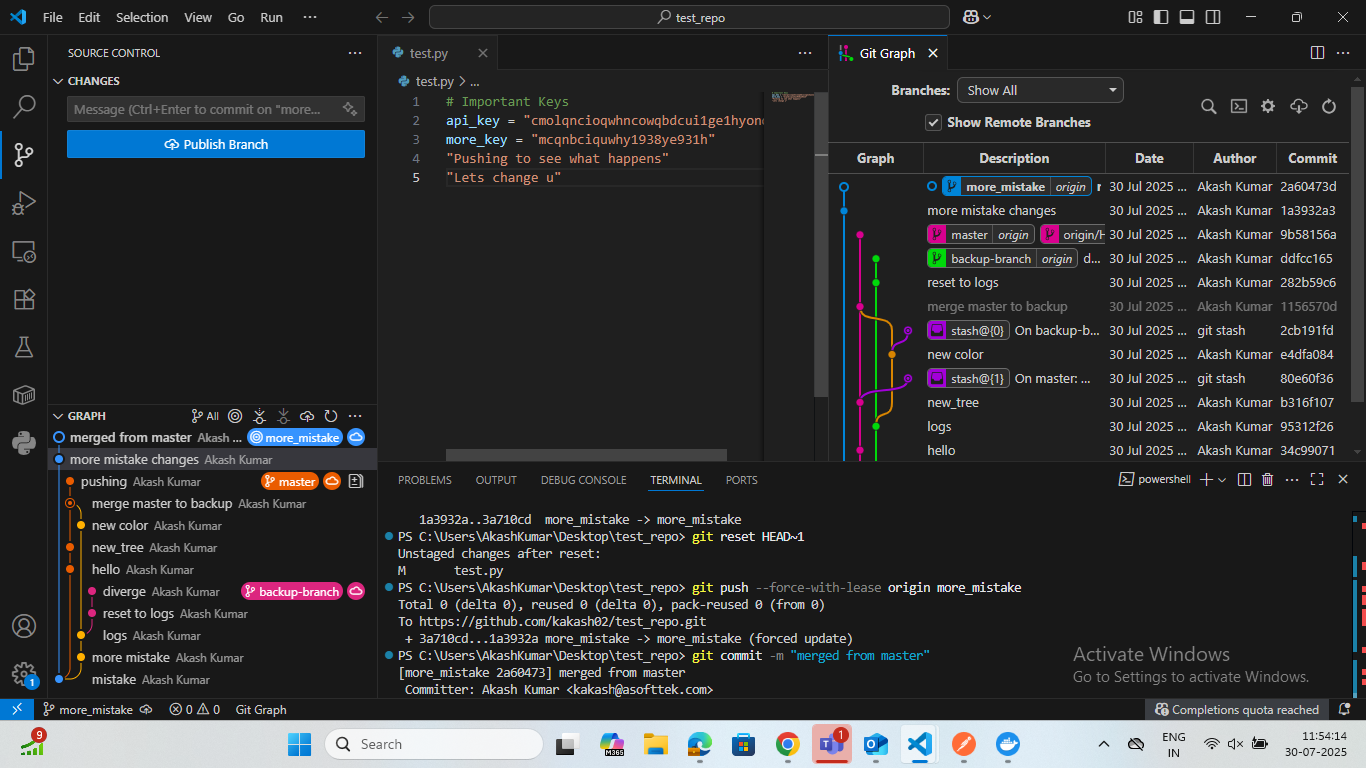 File Edit Selection View Go Run ···
test_repo
SOURCE CONTROL
CHANGES
Message (Ctrl+Enter to commit on "more...
Publish Branch
GRAPH
All
merged from master Akash ... more_mistake
more mistake changes Akash Kumar
pushing Akash Kumar master
merge master to backup Akash Kumar
new color Akash Kumar
new_tree Akash Kumar
hello Akash Kumar
diverge Akash Kumar backup-branch
reset to logs Akash Kumar
logs Akash Kumar
more mistake Akash Kumar
mistake Akash Kumar
test.py
test.py > ...
1 # Important Keys
2 api_key = "cmolqncioqwhncowqbdcui1ge1hyond
3 more_key = "mcqnbciquwhy1938ye931h"
4 "Pushing to see what happens"
5 "Lets change u"
Git Graph
Branches: Show All
Show Remote Branches
Graph Description Date Author Commit
more_mistake origin 30 Jul 2025 ... Akash Kumar 2a60473d
more mistake changes 30 Jul 2025 ... Akash Kumar 1a3932a3
master origin origin/H 30 Jul 2025 ... Akash Kumar 9b58156a
backup-branch origin d... 30 Jul 2025 ... Akash Kumar ddfcc165
reset to logs 30 Jul 2025 ... Akash Kumar 282b59c6
merge master to backup 30 Jul 2025 ... Akash Kumar 1156570d
stash@{0} On backup-b... 30 Jul 2025 ... git stash 2cb191fd
new color 30 Jul 2025 ... Akash Kumar e4dfa084
stash@{1} On master: ... 30 Jul 2025 ... git stash 80e60f36
new_tree 30 Jul 2025 ... Akash Kumar b316f107
logs 30 Jul 2025 ... Akash Kumar 95312f26
hello 30 Jul 2025 ... Akash Kumar 34c99071
PROBLEMS OUTPUT DEBUG CONSOLE TERMINAL PORTS
powershell
1a3932a..3a710cd more_mistake -> more_mistake
PS C:\Users\AkashKumar\Desktop\test_repo> git reset HEAD~1
Unstaged changes after reset:
M test.py
PS C:\Users\AkashKumar\Desktop\test_repo> git push --force-with-lease origin more_mistake
Total 0 (delta 0), reused 0 (delta 0), pack-reused 0 (from 0)
To https://github.com/kakash02/test_repo.git
+ 3a710cd...1a3932a more_mistake -> more_mistake (forced update)
PS C:\Users\AkashKumar\Desktop\test_repo> git commit -m "merged from master"
[more_mistake 2a60473] merged from master
Committer: Akash Kumar <kakash@asofttek.com>
Activate Windows
Go to Settings to activate Windows.
1
more_mistake 0 0 Git Graph
Completions quota reached
9
Search
M365
1
ENG
IN
11:54:14
30-07-2025